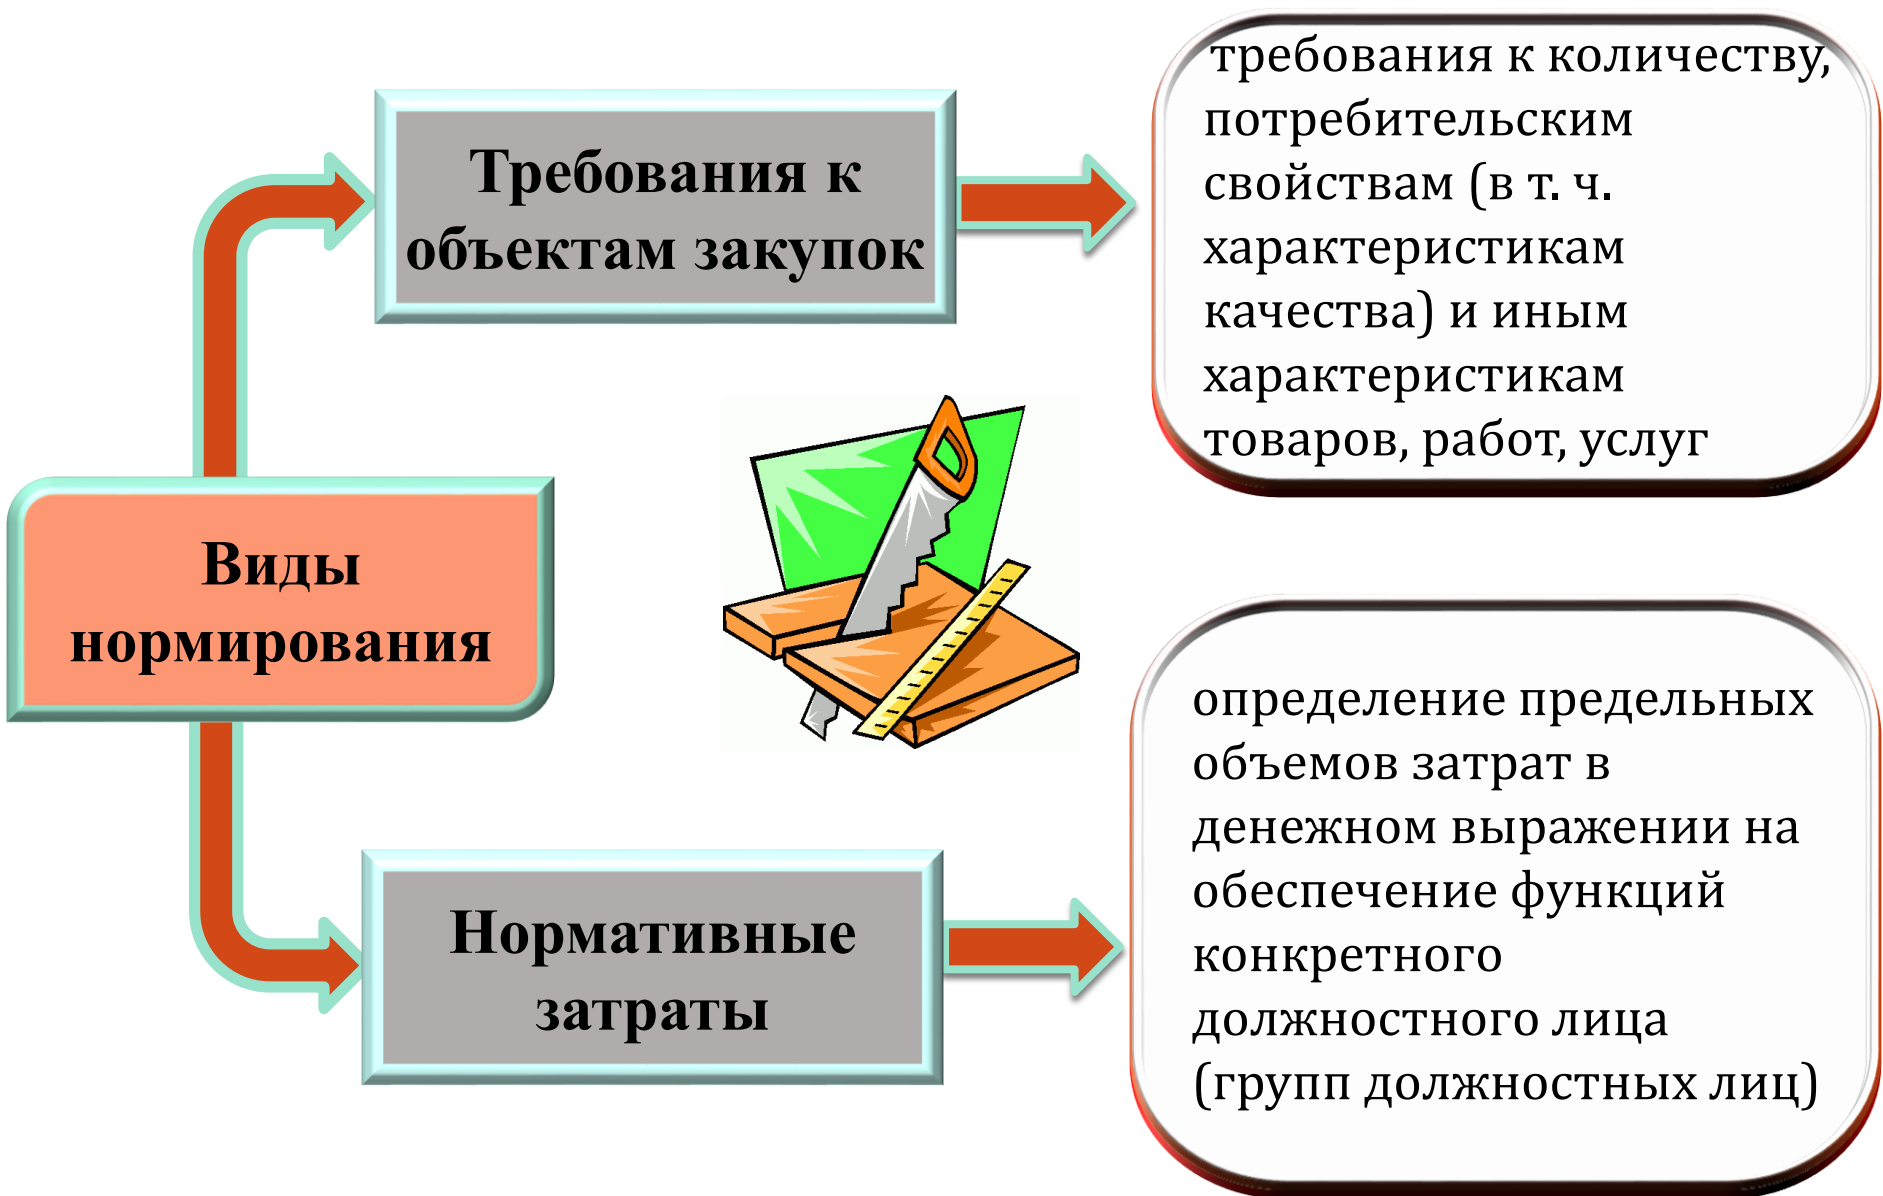 Виды
нормирования
Требования к
объектам закупок
требования к количеству,
потребительским
свойствам (в т. ч.
характеристикам
качества) и иным
характеристикам
товаров, работ, услуг
Нормативные
затраты
определение предельных
объемов затрат в
денежном выражении на
обеспечение функций
конкретного
должностного лица
(групп должностных лиц)